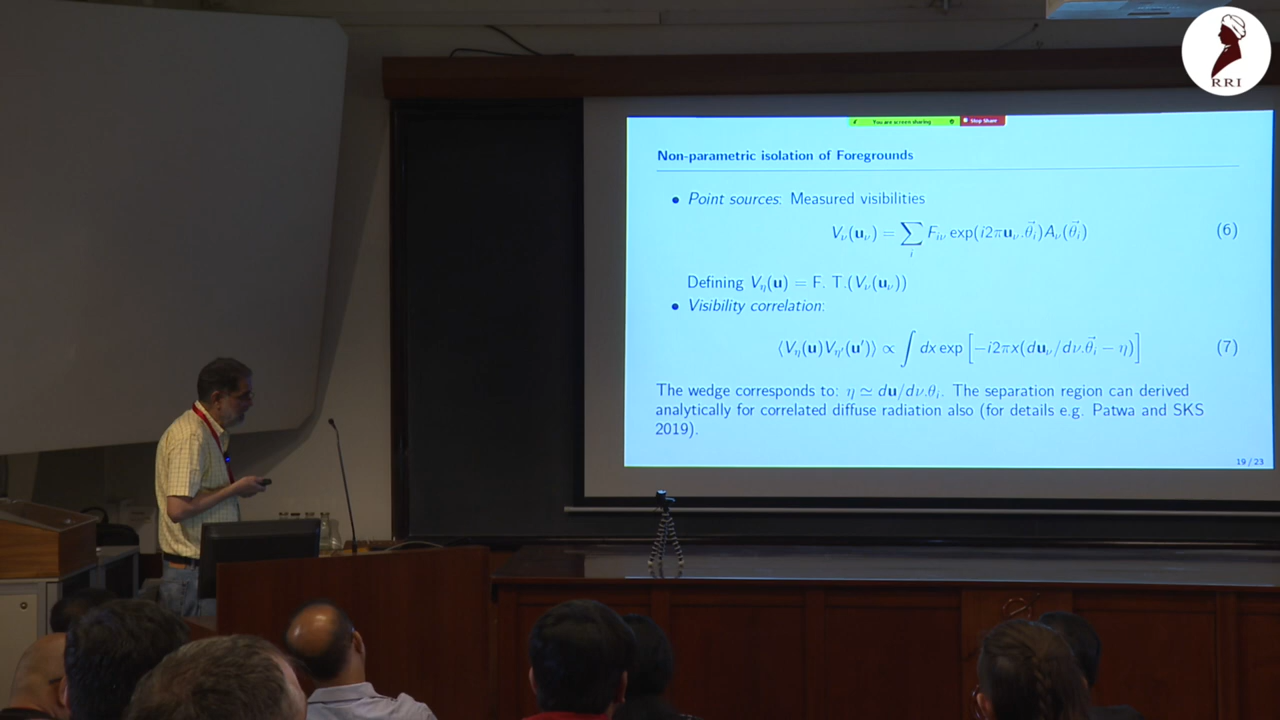 RRI
You are screen sharing
Stop Share
Non-parametric isolation of Foregrounds
• Point sources: Measured visibilities
V_ν(𝐮_ν) = ∑_i F_{iν} exp(i2π𝐮_ν.θ⃗_i)A_ν(θ⃗_i) (6)
Defining V_η(𝐮) = F. T.(V_ν(𝐮_ν))
• Visibility correlation:
⟨V_η(𝐮)V_{η'}(𝐮')⟩ ∝ ∫ dx exp [−i2πx(d𝐮_ν/dν.θ⃗_i − η)] (7)
The wedge corresponds to: η ≃ d𝐮/dν.θ_i. The separation region can derived
analytically for correlated diffuse radiation also (for details e.g. Patwa and SKS
2019).
19 / 23